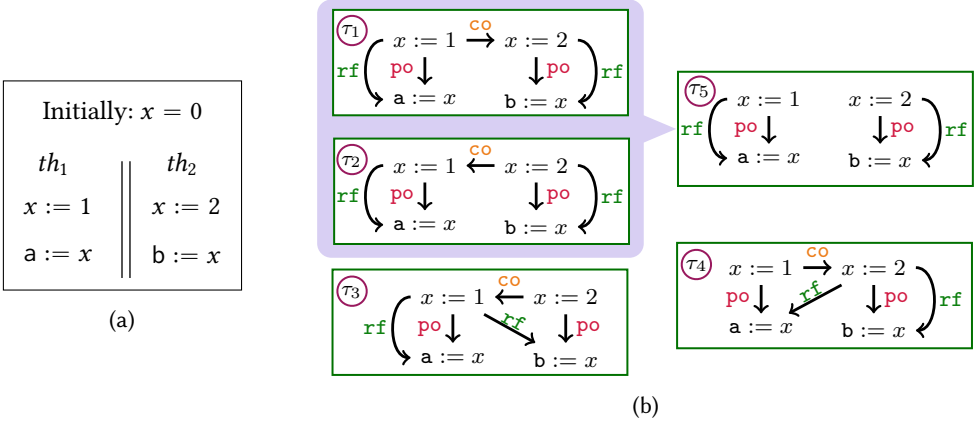 Initially: x = 0
th₁ th₂
x := 1 x := 2
a := x b := x
(a)
τ₁ x := 1 co x := 2
rf po po rf
a := x b := x
τ₂ x := 1 co x := 2
rf po po rf
a := x b := x
τ₃ x := 1 co x := 2
rf po rf po
a := x b := x
τ₅ x := 1 x := 2
rf po po rf
a := x b := x
τ₄ x := 1 co x := 2
po rf po rf
a := x b := x
(b)